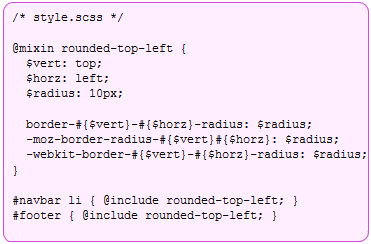 /* style.scss */

@mixin rounded-top-left {
  $vert: top;
  $horz: left;
  $radius: 10px;

  border-#{$vert}-#{$horz}-radius: $radius;
  -moz-border-radius-#{$vert}#{$horz}: $radius;
  -webkit-border-#{$vert}-#{$horz}-radius: $radius;
}

#navbar li { @include rounded-top-left; }
#footer { @include rounded-top-left; }